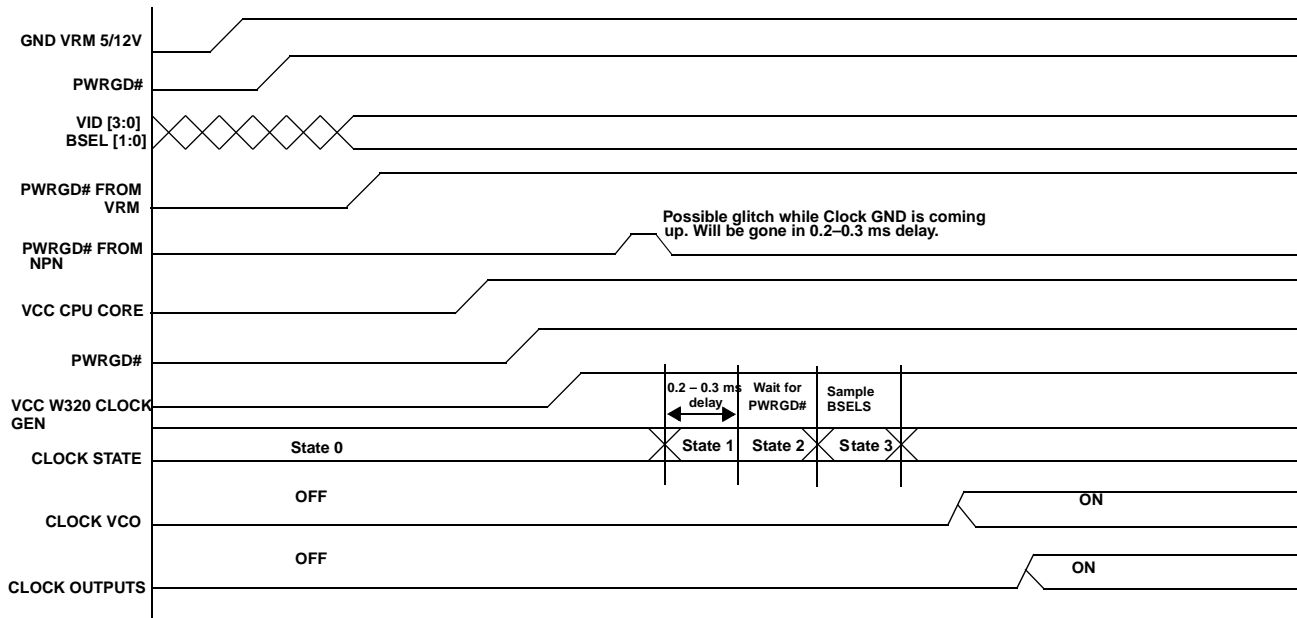 GND VRM 5/12V
PWRGD#
VID [3:0]
BSEL [1:0]
PWRGD# FROM
VRM
Possible glitch while Clock GND is coming
up. Will be gone in 0.2–0.3 ms delay.
PWRGD# FROM
NPN
VCC CPU CORE
PWRGD#
VCC W320 CLOCK
GEN
0.2 – 0.3 ms
delay
Wait for
PWRGD#
Sample
BSELS
CLOCK STATE
State 0
State 1
State 2
State 3
OFF
ON
CLOCK VCO
OFF
ON
CLOCK OUTPUTS